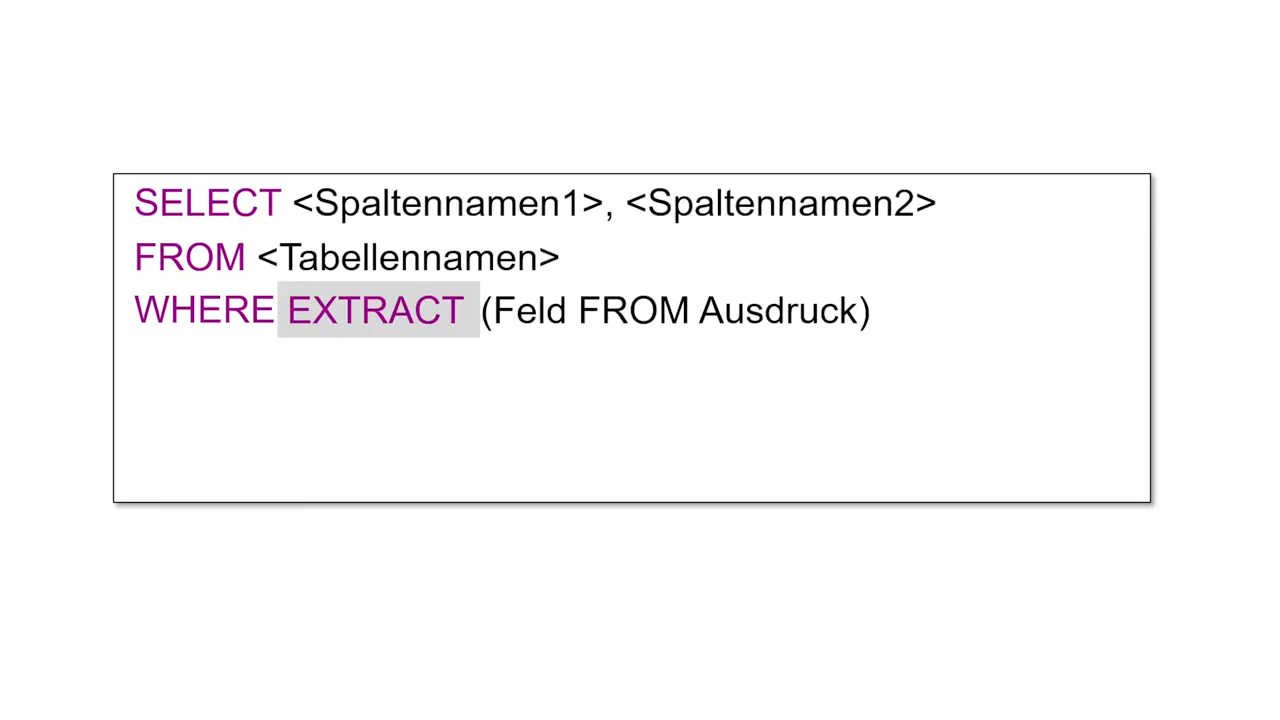 SELECT <Spaltennamen1>, <Spaltennamen2>
FROM <Tabellennamen>
WHERE EXTRACT (Feld FROM Ausdruck)